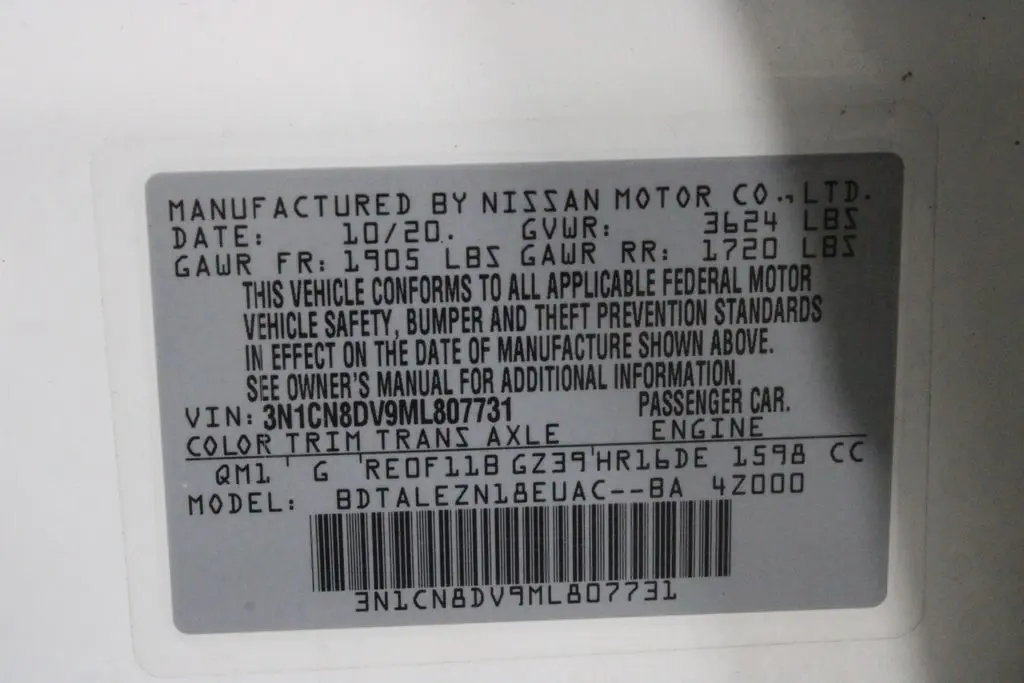 MANUFACTURED BY NISSAN MOTOR CO., LTD.
DATE: 10/20. GVWR: 3624 LBS
GAWR FR: 1905 LBS GAWR RR: 1720 LBS
THIS VEHICLE CONFORMS TO ALL APPLICABLE FEDERAL MOTOR
VEHICLE SAFETY, BUMPER AND THEFT PREVENTION STANDARDS
IN EFFECT ON THE DATE OF MANUFACTURE SHOWN ABOVE.
SEE OWNER'S MANUAL FOR ADDITIONAL INFORMATION.
VIN: 3N1CN8DV9ML807731 PASSENGER CAR.
COLOR TRIM TRANS AXLE ENGINE
QM1 ' G 'RE0F11B GZ39'HR16DE 1598 CC
MODEL: BDTALEZN18EUAC--BA 4Z000
3N1CN8DV9ML807731